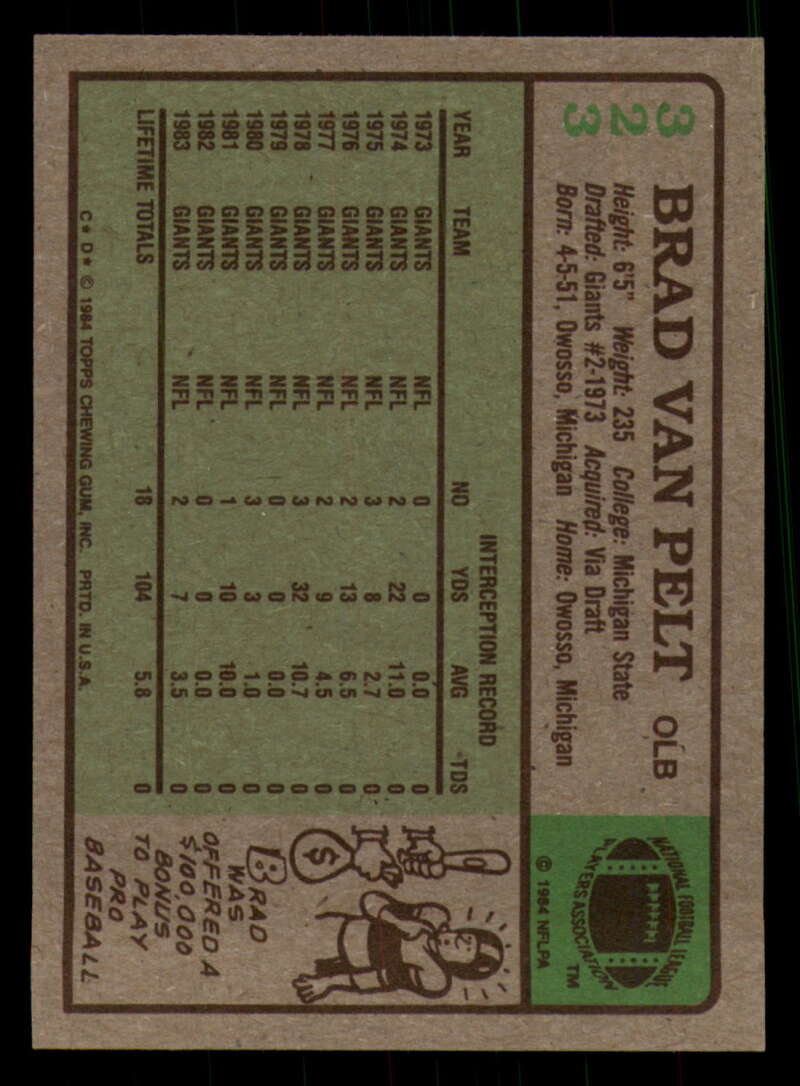 323
BRAD VAN PELT OLB
Height: 6'5" Weight: 235 College: Michigan State
Drafted: Giants #2-1973 Acquired: Via Draft
Born: 4-5-51, Owosso, Michigan Home: Owosso, Michigan
NATIONAL FOOTBALL LEAGUE
PLAYERS ASSOCIATION
TM
© 1984 NFLPA
INTERCEPTION RECORD
YEAR TEAM NO YDS AVG TDS
1973 GIANTS NFL 0 0 0.0 0
1974 GIANTS NFL 2 22 11.0 0
1975 GIANTS NFL 3 8 2.7 0
1976 GIANTS NFL 2 13 6.5 0
1977 GIANTS NFL 2 9 4.5 0
1978 GIANTS NFL 3 32 10.7 0
1979 GIANTS NFL 0 0 0.0 0
1980 GIANTS NFL 3 3 1.0 0
1981 GIANTS NFL 1 10 10.0 0
1982 GIANTS NFL 0 0 0.0 0
1983 GIANTS NFL 2 7 3.5 0
LIFETIME TOTALS 18 104 5.8 0
C * D * © 1984 TOPPS CHEWING GUM, INC. PRTD. IN U.S.A.
$
BRAD
WAS
OFFERED A
$100,000
BONUS
TO PLAY
PRO
BASEBALL